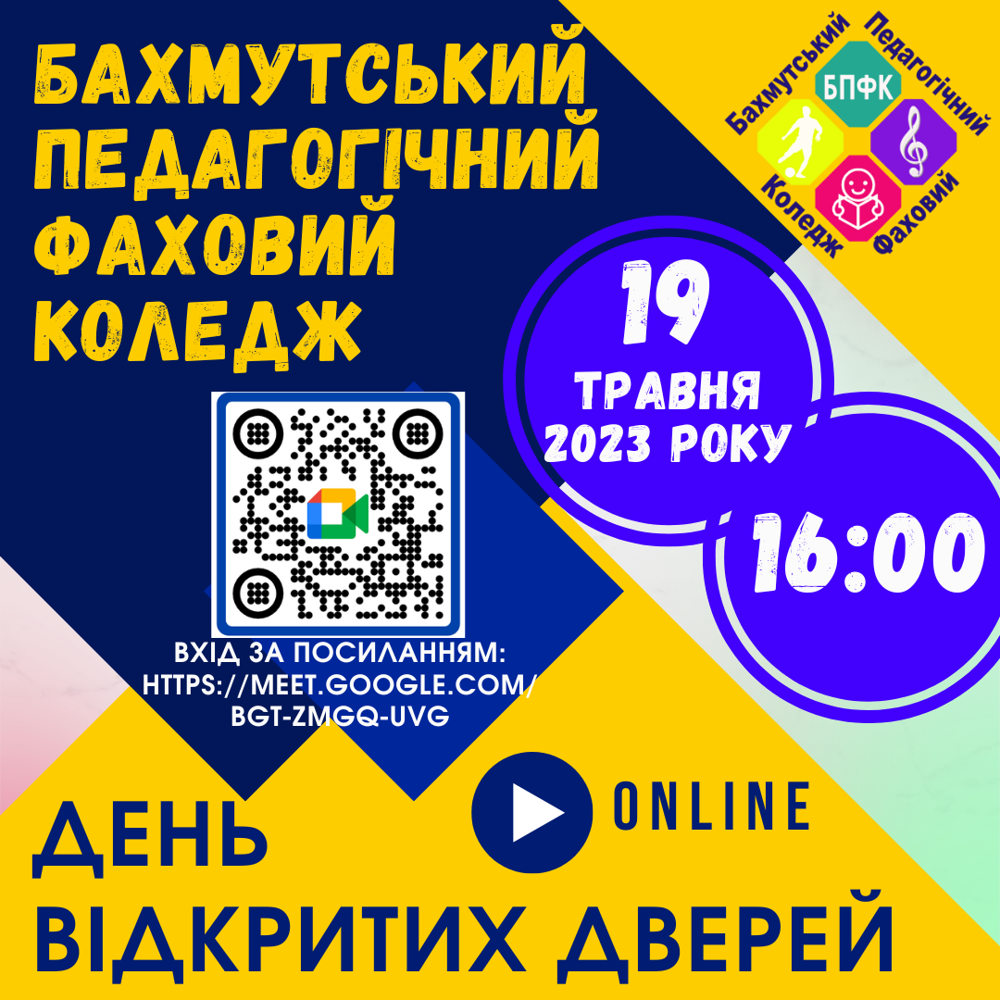 БАХМУТСЬКИЙ
ПЕДАГОГІЧНИЙ
ФАХОВИЙ
КОЛЕДЖ
Бахмутський
Педагогічний
БПФК
Коледж
Фаховий
19
ТРАВНЯ
2023 РОКУ
16:00
ВХІД ЗА ПОСИЛАННЯМ:
HTTPS://MEET.GOOGLE.COM/
BGT-ZMGQ-UVG
ONLINE
ДЕНЬ
ВІДКРИТИХ ДВЕРЕЙ